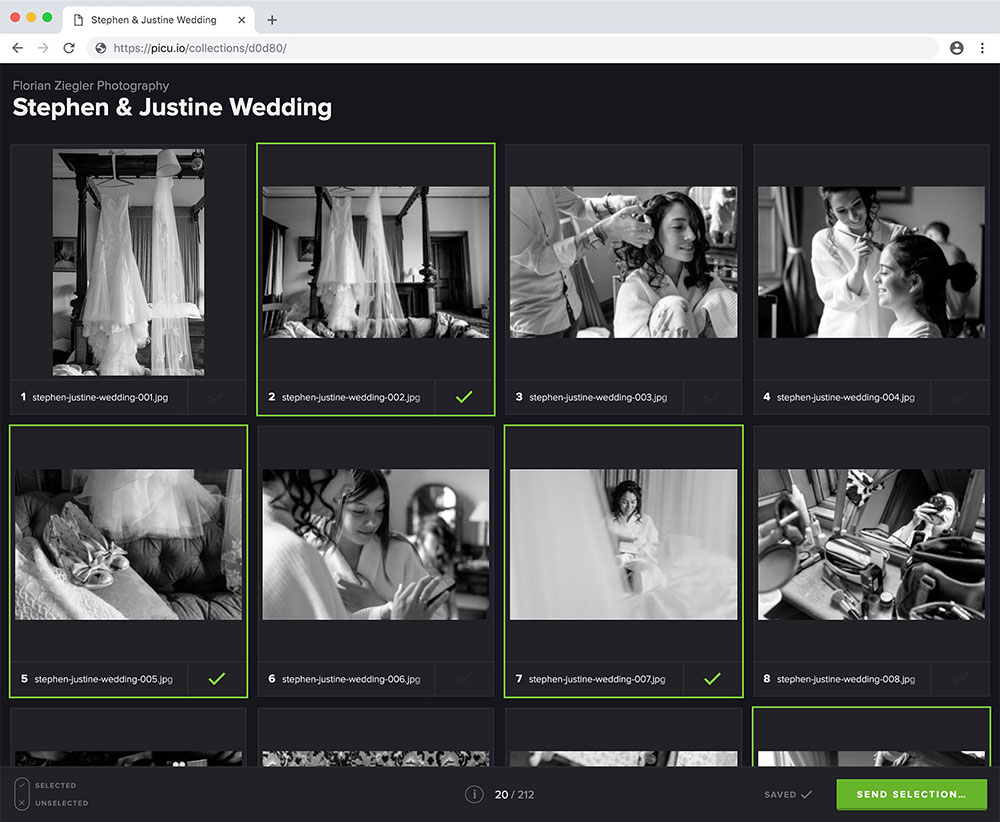 Stephen & Justine Wedding
https://picu.io/collections/d0d80/
Florian Ziegler Photography
Stephen & Justine Wedding
1 stephen-justine-wedding-001.jpg
2 stephen-justine-wedding-002.jpg
3 stephen-justine-wedding-003.jpg
4 stephen-justine-wedding-004.jpg
5 stephen-justine-wedding-005.jpg
6 stephen-justine-wedding-006.jpg
7 stephen-justine-wedding-007.jpg
8 stephen-justine-wedding-008.jpg
SELECTED
UNSELECTED
20 / 212
SAVED
SEND SELECTION...